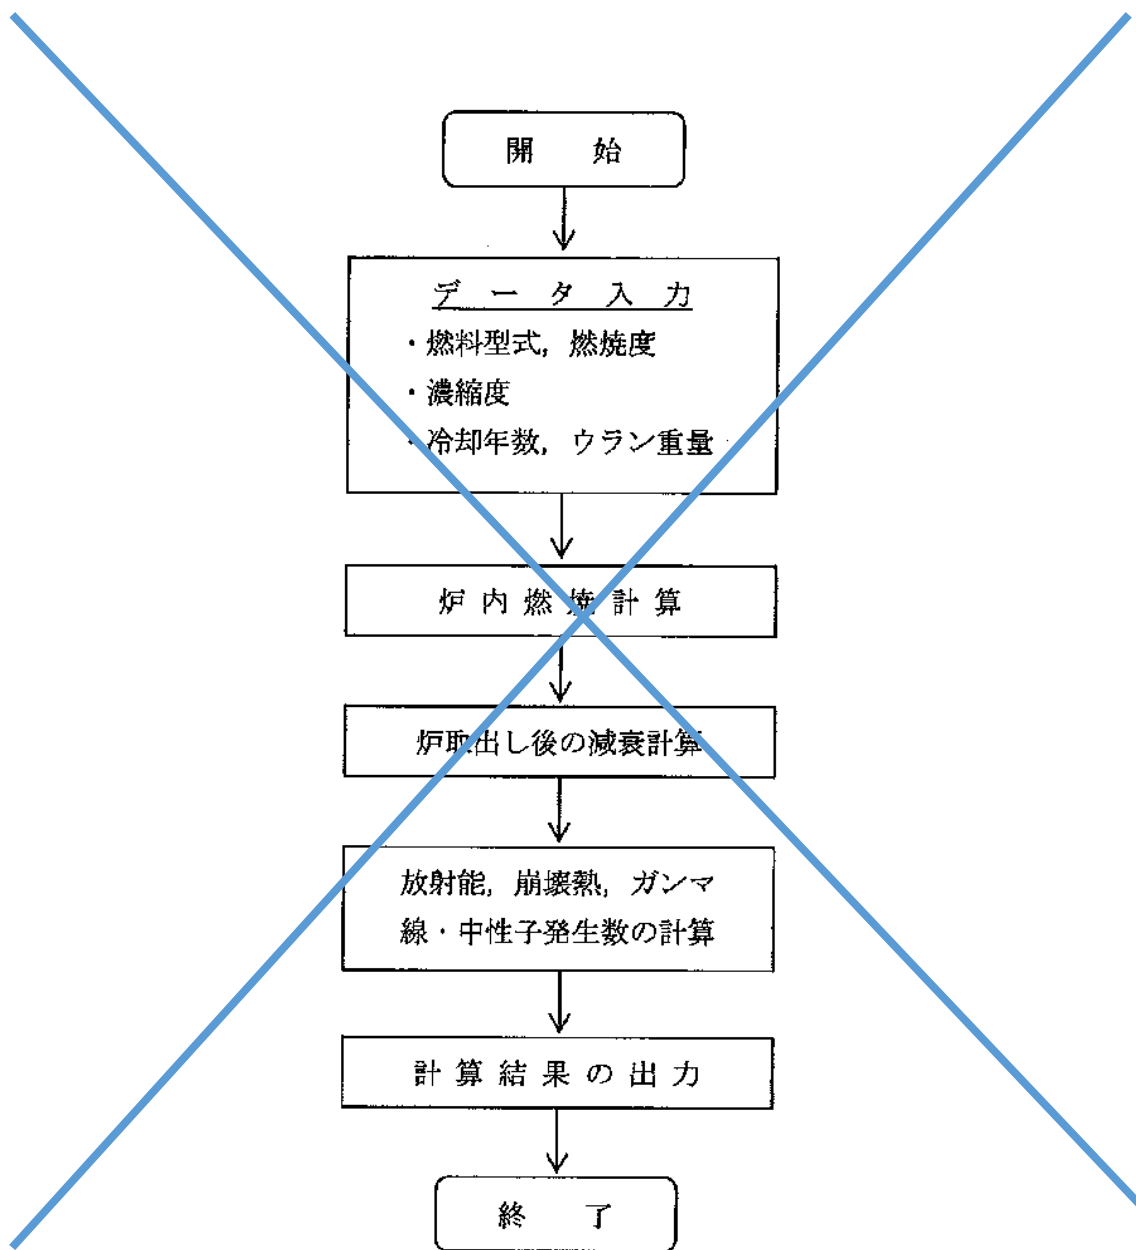 開　始
データ入力
・燃料型式，燃焼度
・濃縮度
・冷却年数，ウラン重量
炉内燃焼計算
炉取出し後の減衰計算
放射能，崩壊熱，ガンマ
線・中性子発生数の計算
計算結果の出力
終　了